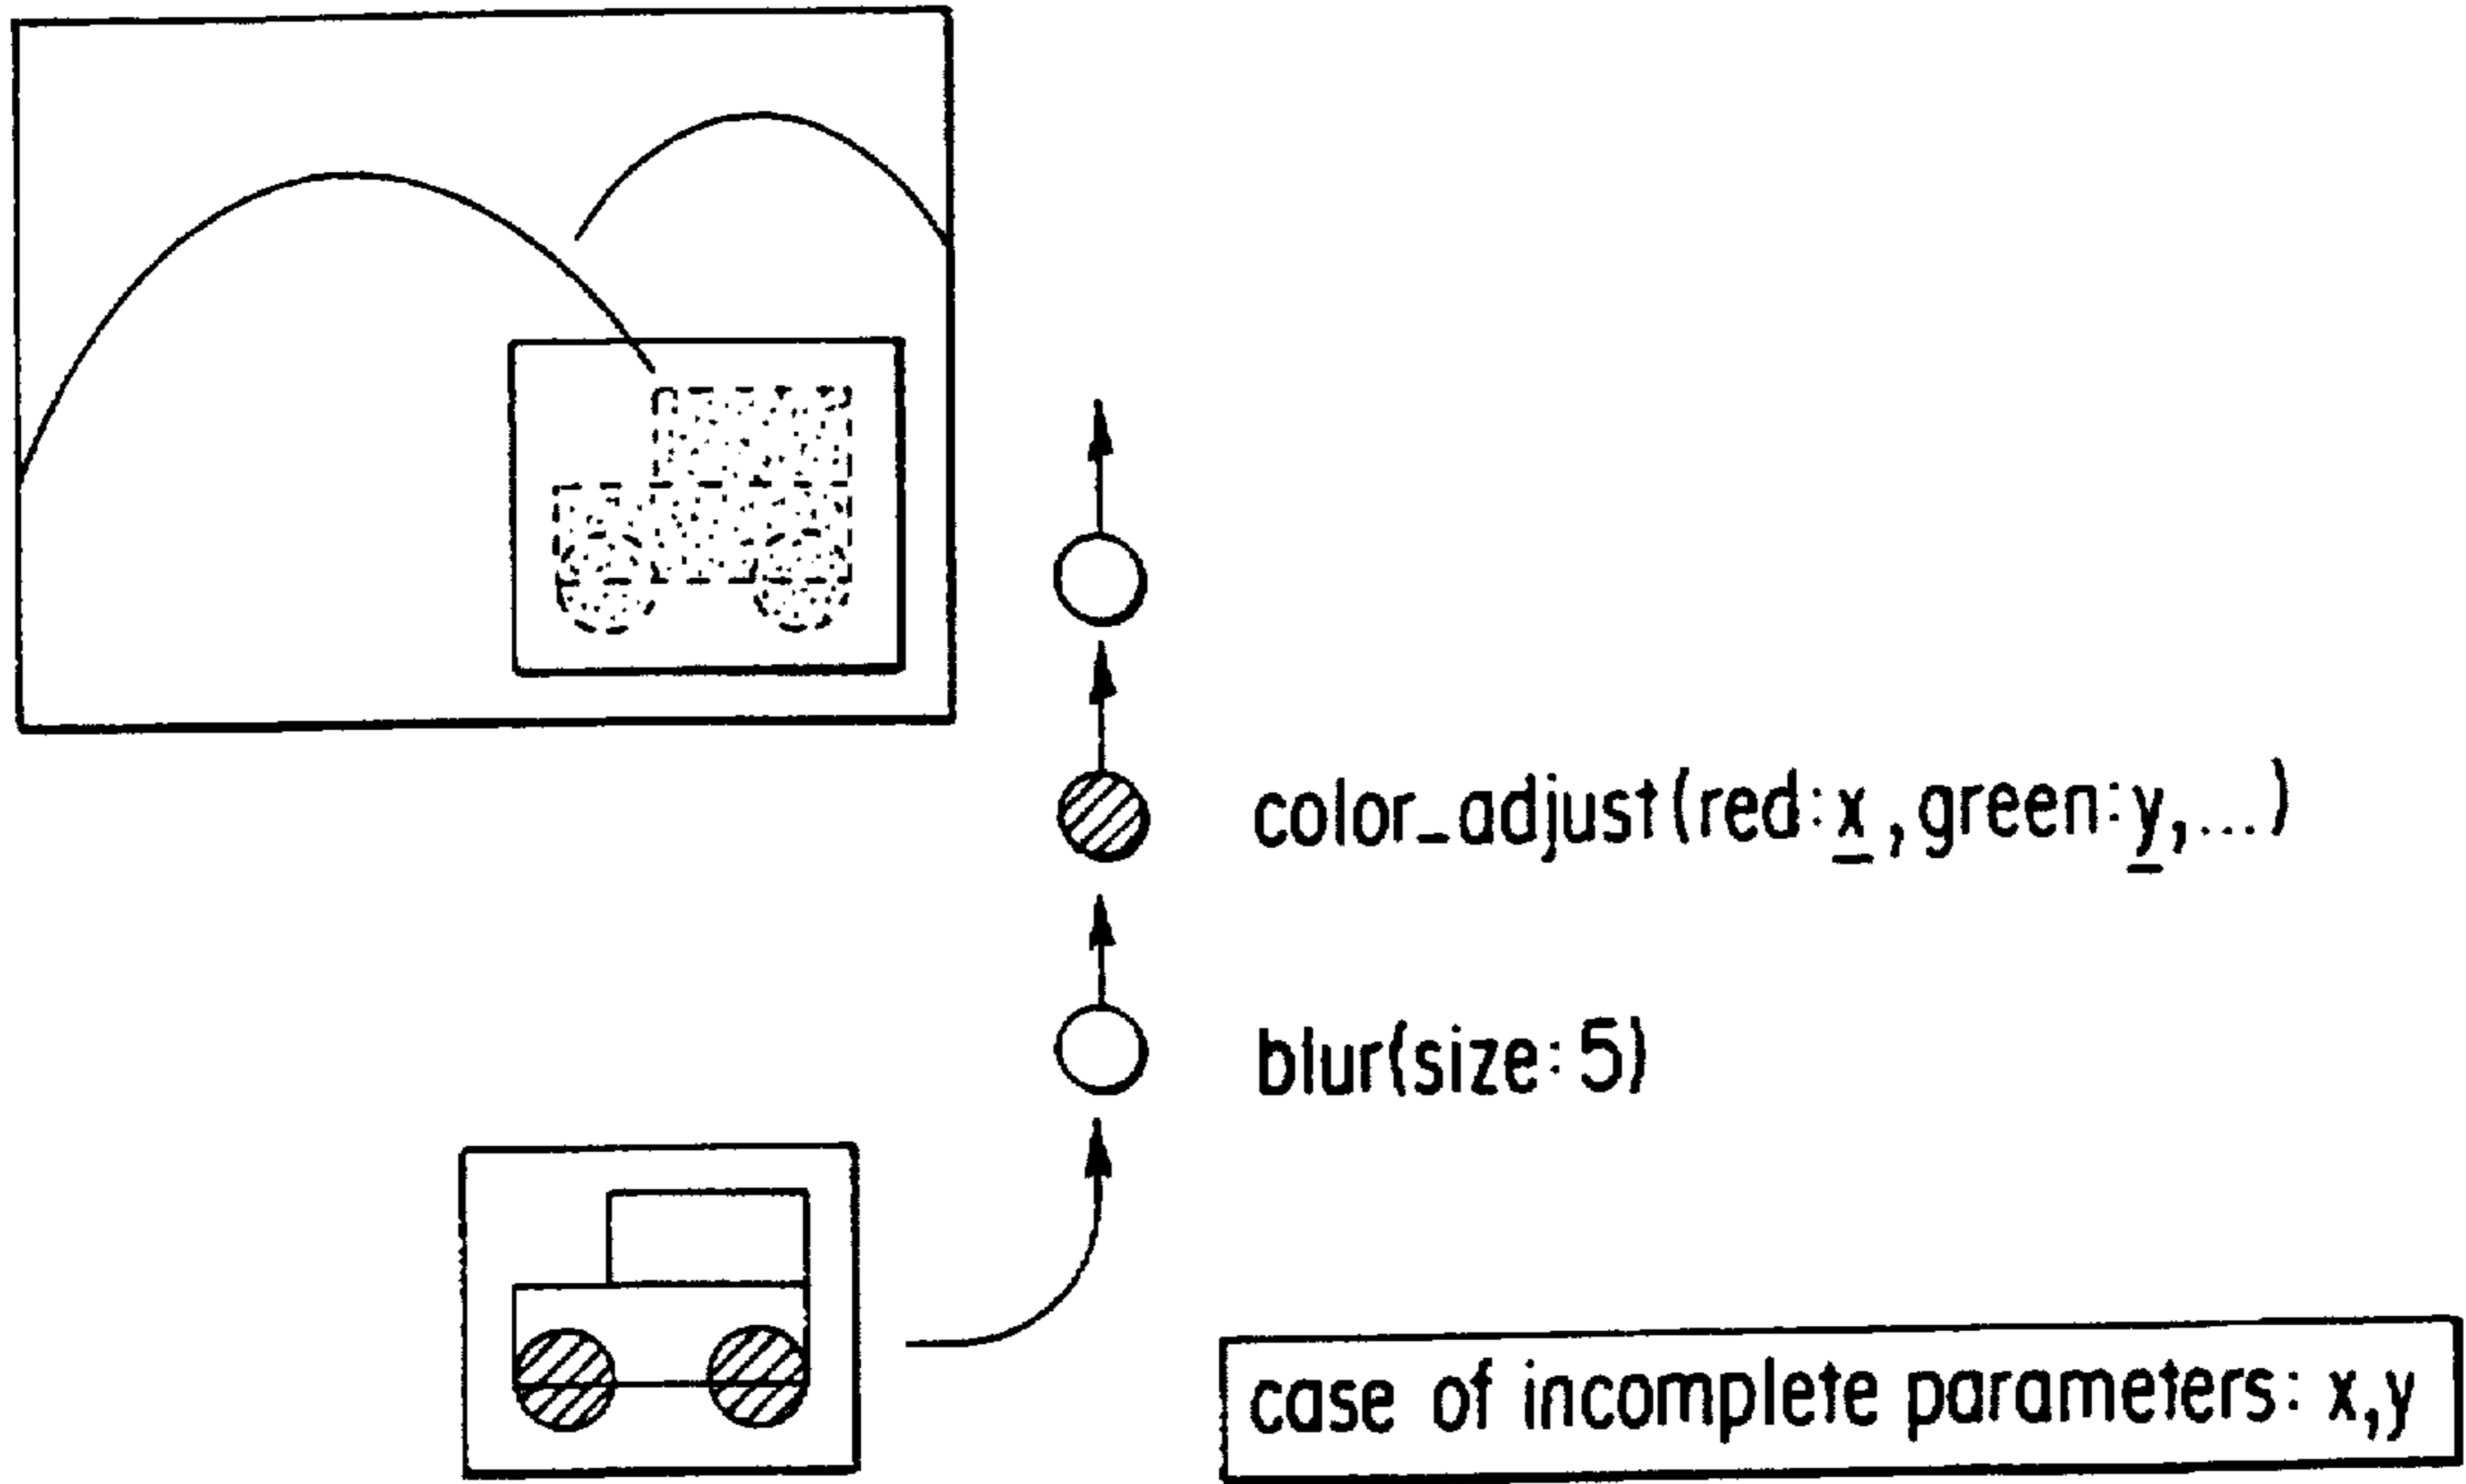 color_adjust(red:x,green:y,...)
blur(size:5)
case of incomplete parameters: x,y